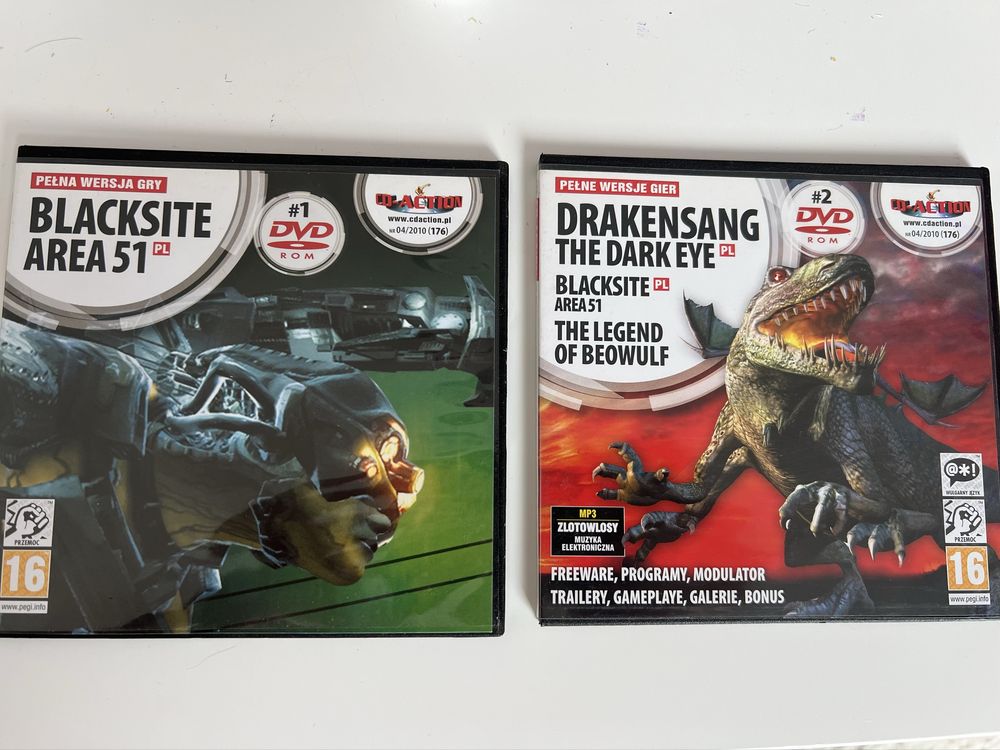 PEŁNA WERSJA GRY
BLACKSITE
AREA 51 PL
#1
DVD
ROM
CD-ACTION
www.cdaction.pl
NR 04/2010 (176)
PRZEMOC
16
www.pegi.info
PEŁNE WERSJE GIER
DRAKENSANG
THE DARK EYE PL
BLACKSITE PL
AREA 51
THE LEGEND
OF BEOWULF
#2
DVD
ROM
CD-ACTION
www.cdaction.pl
NR 04/2010 (176)
MP3
ZLOTOWLOSY
MUZYKA
ELEKTRONICZNA
FREEWARE, PROGRAMY, MODULATOR
TRAILERY, GAMEPLAYE, GALERIE, BONUS
@*!
WULGARNY JĘZYK
PRZEMOC
16
www.pegi.info